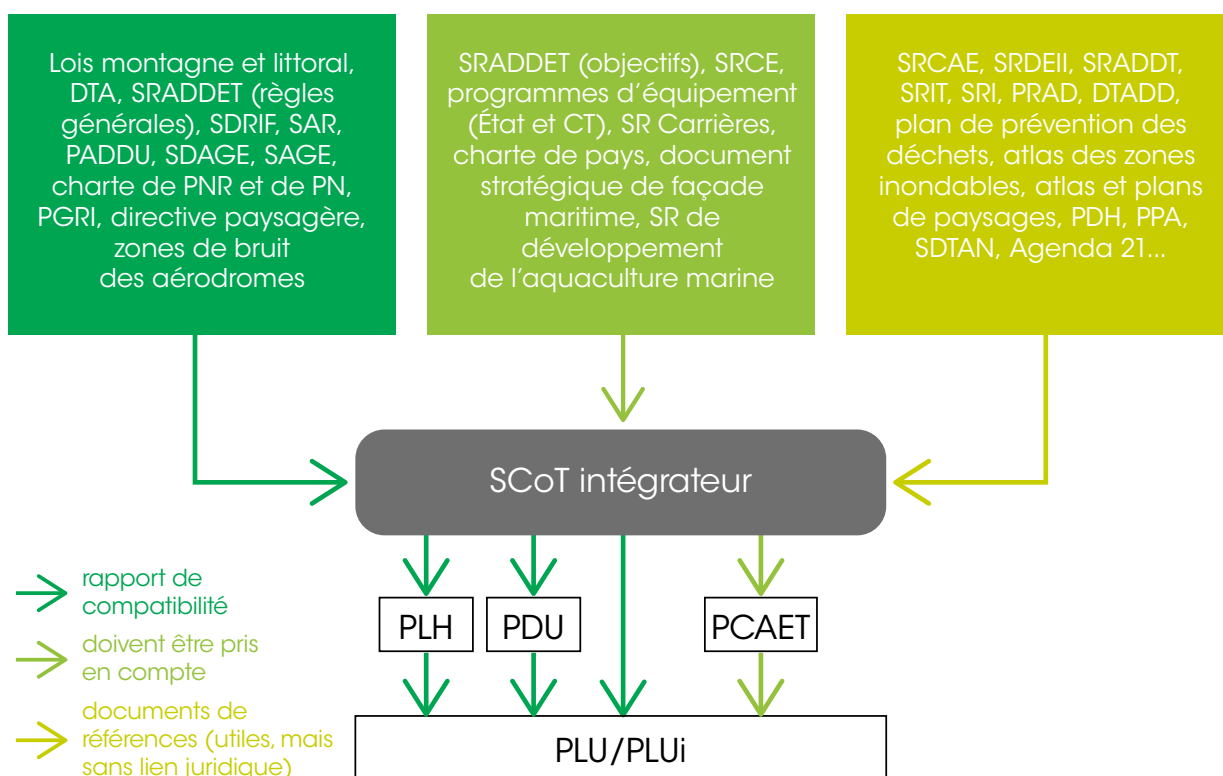 Lois montagne et littoral,
DTA, SRADDET (règles
générales), SDRIF, SAR,
PADDU, SDAGE, SAGE,
charte de PNR et de PN,
PGRI, directive paysagère,
zones de bruit
des aérodromes
SRADDET (objectifs), SRCE,
programmes d'équipement
(État et CT), SR Carrières,
charte de pays, document
stratégique de façade
maritime, SR de
développement
de l'aquaculture marine
SRCAE, SRDEII, SRADDT,
SRIT, SRI, PRAD, DTADD,
plan de prévention des
déchets, atlas des zones
inondables, atlas et plans
de paysages, PDH, PPA,
SDTAN, Agenda 21...
SCoT intégrateur
rapport de
compatibilité
doivent être pris
en compte
documents de
références (utiles, mais
sans lien juridique)
PLH
PDU
PCAET
PLU/PLUi